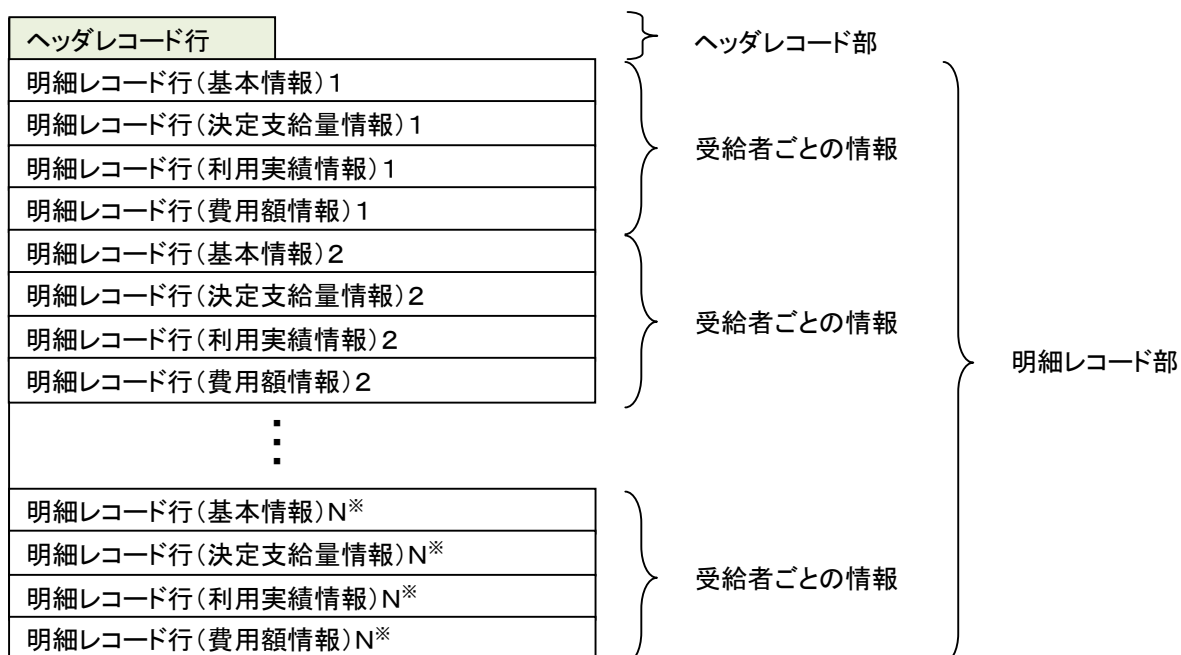 ヘッダレコード行
ヘッダレコード部
明細レコード行(基本情報)1
明細レコード行(決定支給量情報)1
受給者ごとの情報
明細レコード行(利用実績情報)1
明細レコード行(費用額情報)1
明細レコード行(基本情報)2
明細レコード行(決定支給量情報)2
受給者ごとの情報
明細レコード行(利用実績情報)2
明細レコード行(費用額情報)2
明細レコード部
明細レコード行(基本情報)N※
明細レコード行(決定支給量情報)N※
受給者ごとの情報
明細レコード行(利用実績情報)N※
明細レコード行(費用額情報)N※